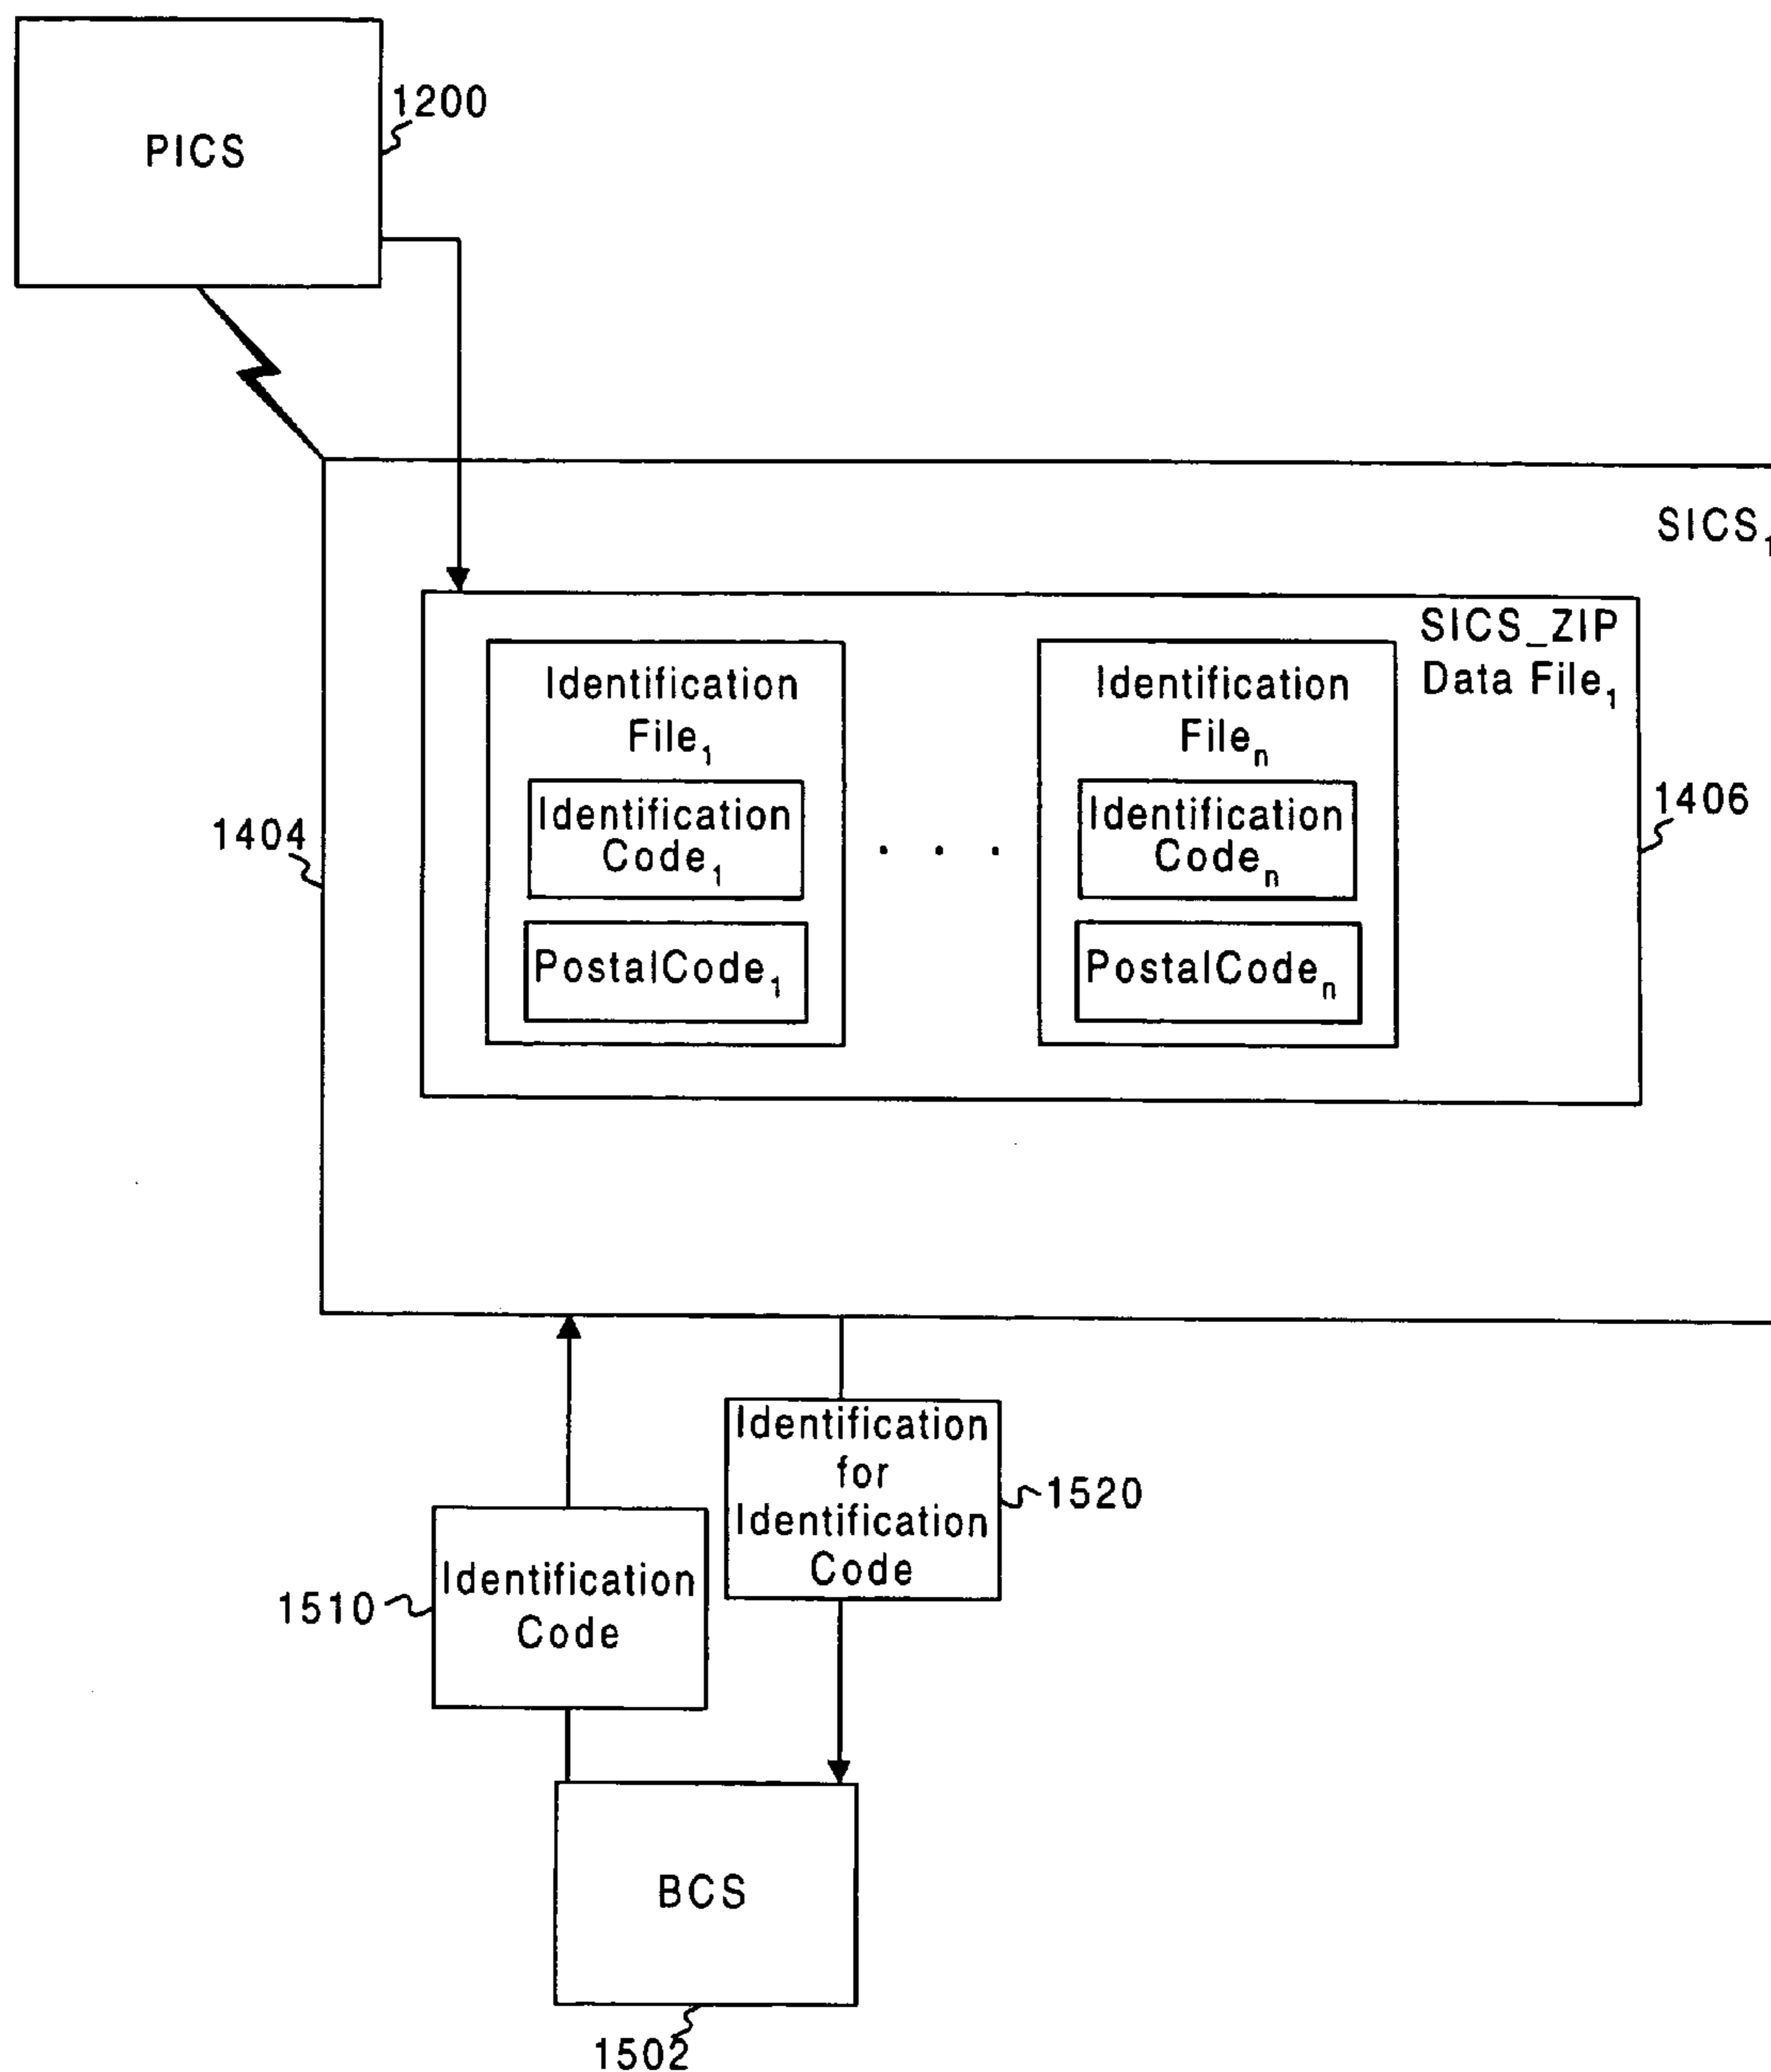 1200
PICS
SICS₁
SICS_ZIP
Data File₁
Identification
File₁
Identification
Code₁
PostalCode₁
. . .
Identification
Fileₙ
Identification
Codeₙ
PostalCodeₙ
1404
1406
Identification
for
Identification
Code
1520
Identification
Code
1510
BCS
1502